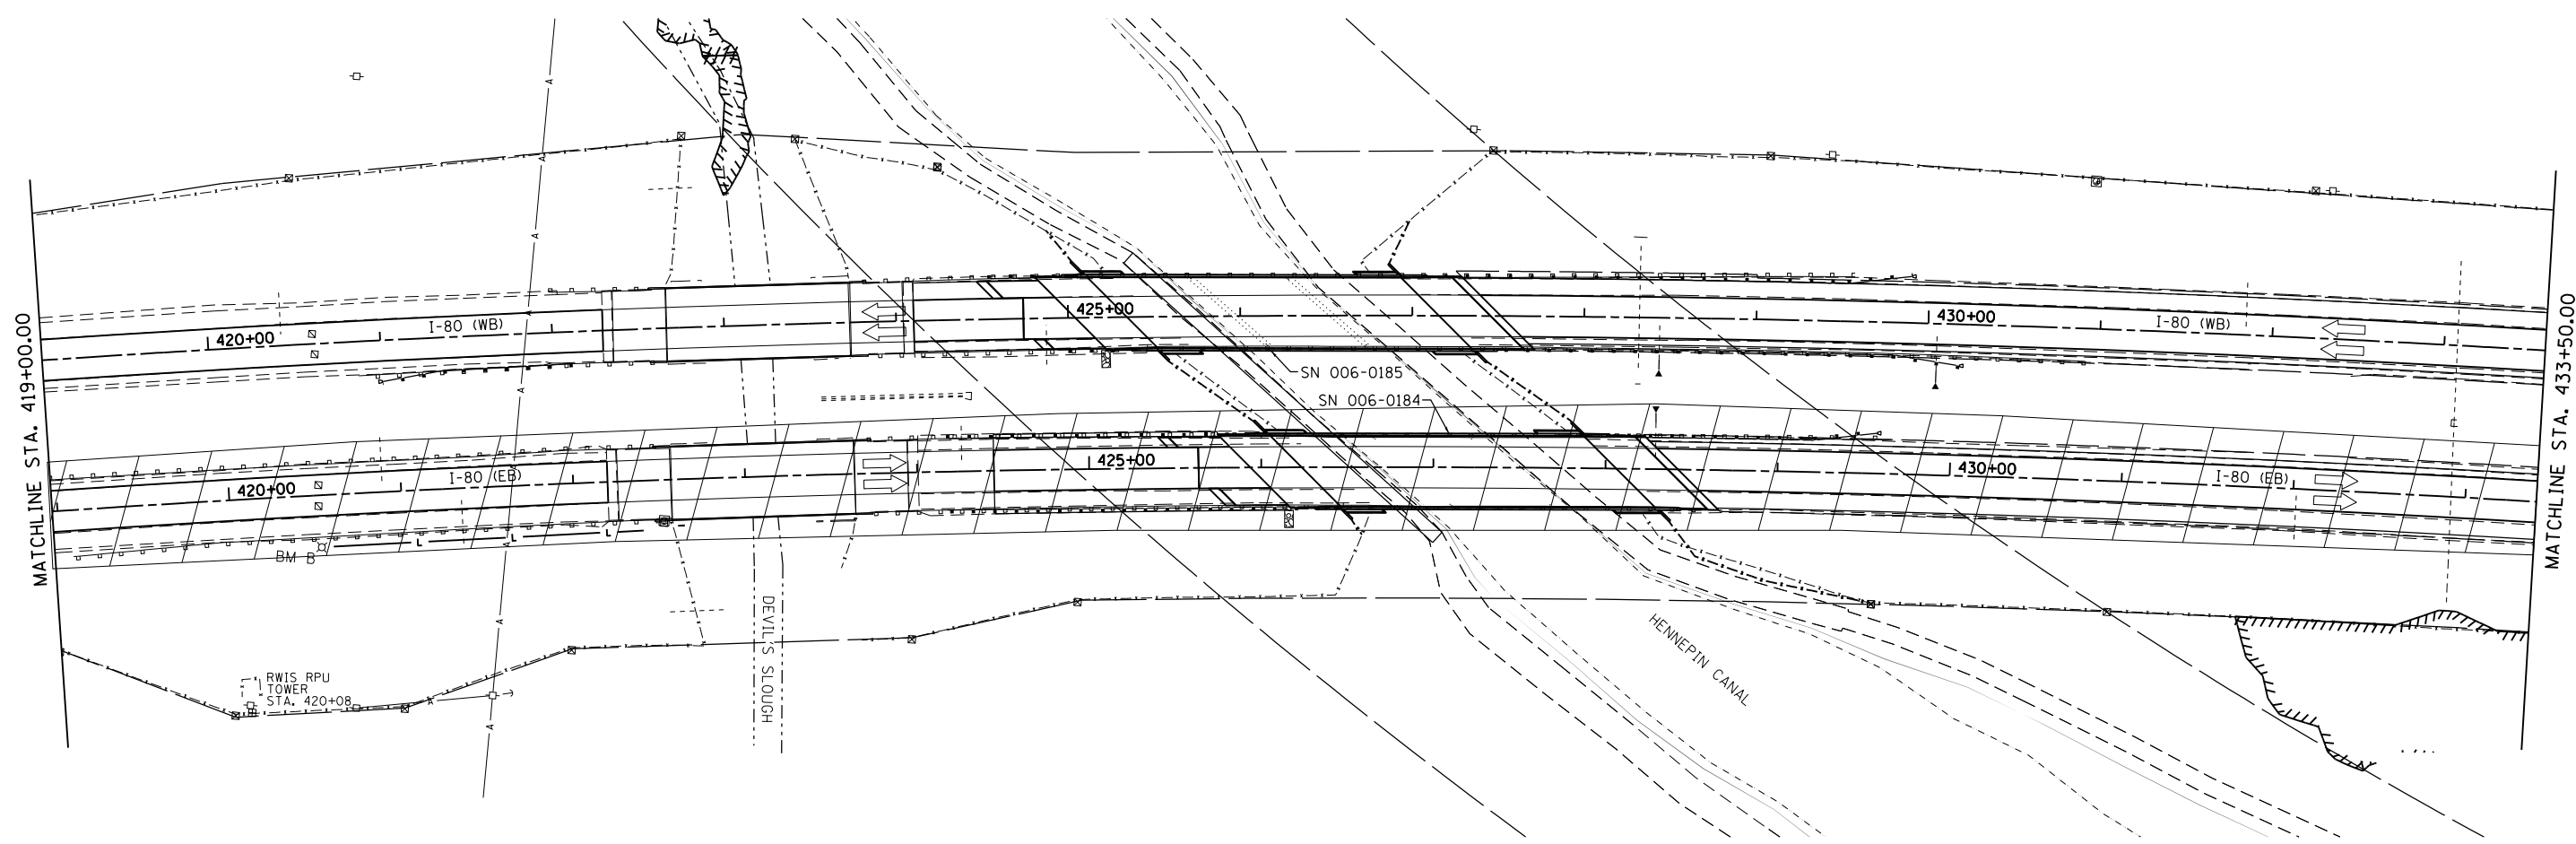 MATCHLINE STA. 419+00.00
420+00
I-80 (WB)
425+00
430+00
I-80 (WB)
MATCHLINE STA. 433+50.00
SN 006-0185
SN 006-0184
420+00
I-80 (EB)
425+00
430+00
I-80 (EB)
BM B
L
L
L
A
A
A
A
A
A
A
A
A
DEVIL'S SLOUGH
HENNEPIN CANAL
RWIS RPU
TOWER
STA. 420+08